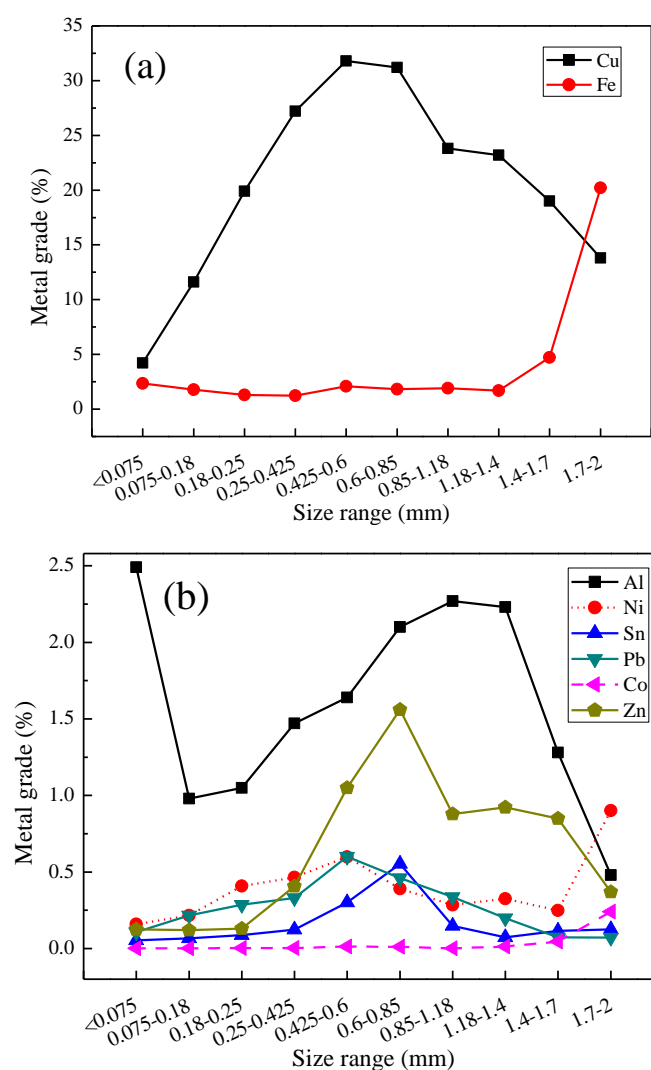 (a)
Cu
Fe
Metal grade (%)
35
30
25
20
15
10
5
0
<0.075
0.075-0.18
0.18-0.25
0.25-0.425
0.425-0.6
0.6-0.85
0.85-1.18
1.18-1.4
1.4-1.7
1.7-2
Size range (mm)
(b)
Al
Ni
Sn
Pb
Co
Zn
Metal grade (%)
2.5
2.0
1.5
1.0
0.5
0.0
<0.075
0.075-0.18
0.18-0.25
0.25-0.425
0.425-0.6
0.6-0.85
0.85-1.18
1.18-1.4
1.4-1.7
1.7-2
Size range (mm)